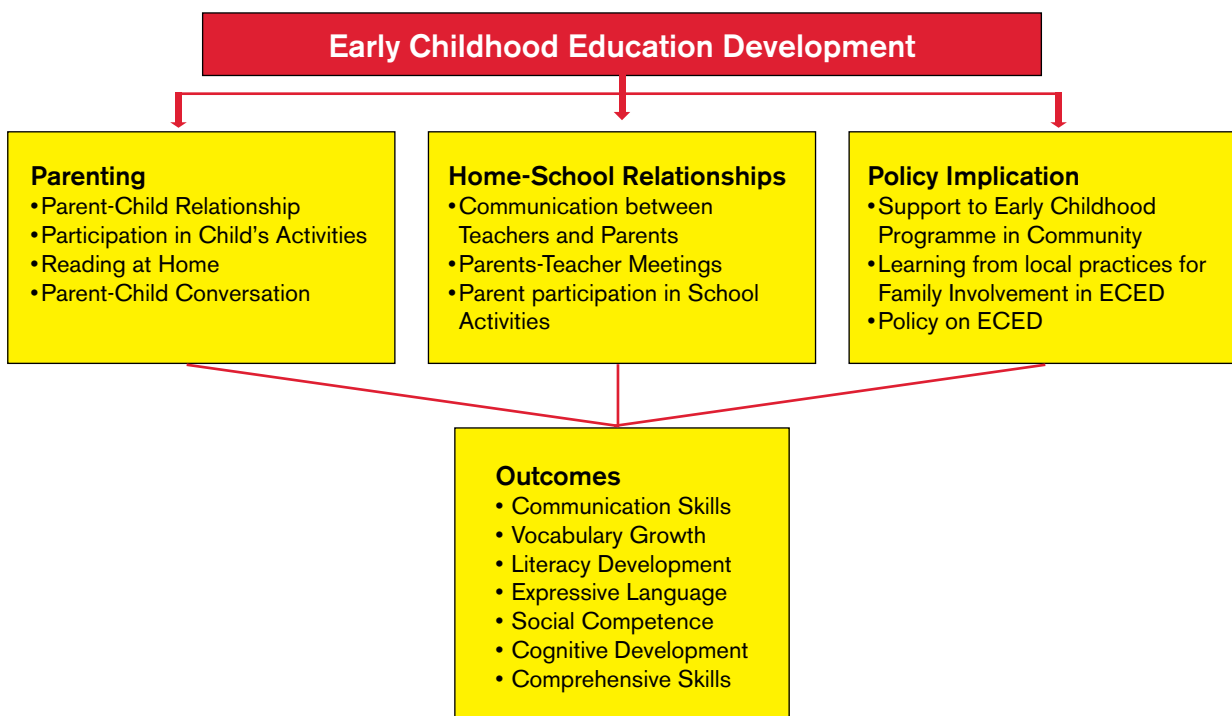 Early Childhood Education Development
Parenting
•Parent-Child Relationship
•Participation in Child's Activities
•Reading at Home
•Parent-Child Conversation
Home-School Relationships
•Communication between
Teachers and Parents
•Parents-Teacher Meetings
•Parent participation in School
Activities
Policy Implication
•Support to Early Childhood
Programme in Community
•Learning from local practices for
Family Involvement in ECED
•Policy on ECED
Outcomes
• Communication Skills
• Vocabulary Growth
• Literacy Development
• Expressive Language
• Social Competence
• Cognitive Development
• Comprehensive Skills